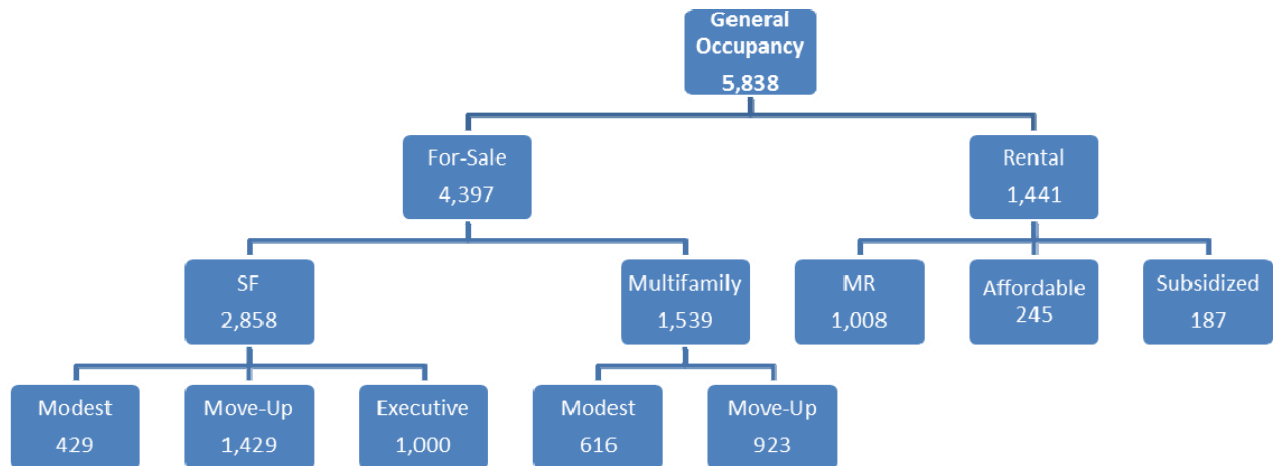 General
Occupancy
5,838
For-Sale
4,397
Rental
1,441
SF
2,858
Multifamily
1,539
MR
1,008
Affordable
245
Subsidized
187
Modest
429
Move-Up
1,429
Executive
1,000
Modest
616
Move-Up
923